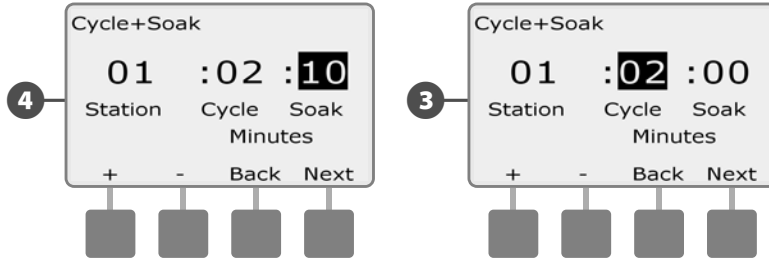 Cycle+Soak
01 :02 :10
Station Cycle Soak
Minutes
+ - Back Next
4
Cycle+Soak
01 :02 :00
Station Cycle Soak
Minutes
+ - Back Next
3